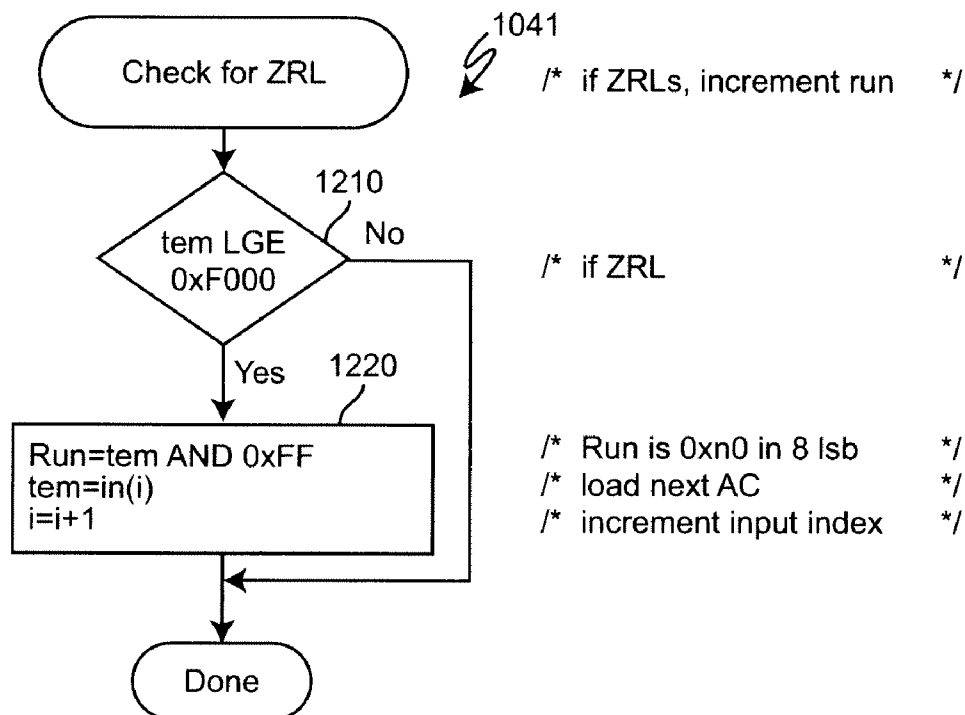 1041
Check for ZRL
/* if ZRLs, increment run */
1210
tem LGE
0xF000
No
/* if ZRL */
Yes
1220
Run=tem AND 0xFF
tem=in(i)
i=i+1
/* Run is 0xn0 in 8 lsb */
/* load next AC */
/* increment input index */
Done